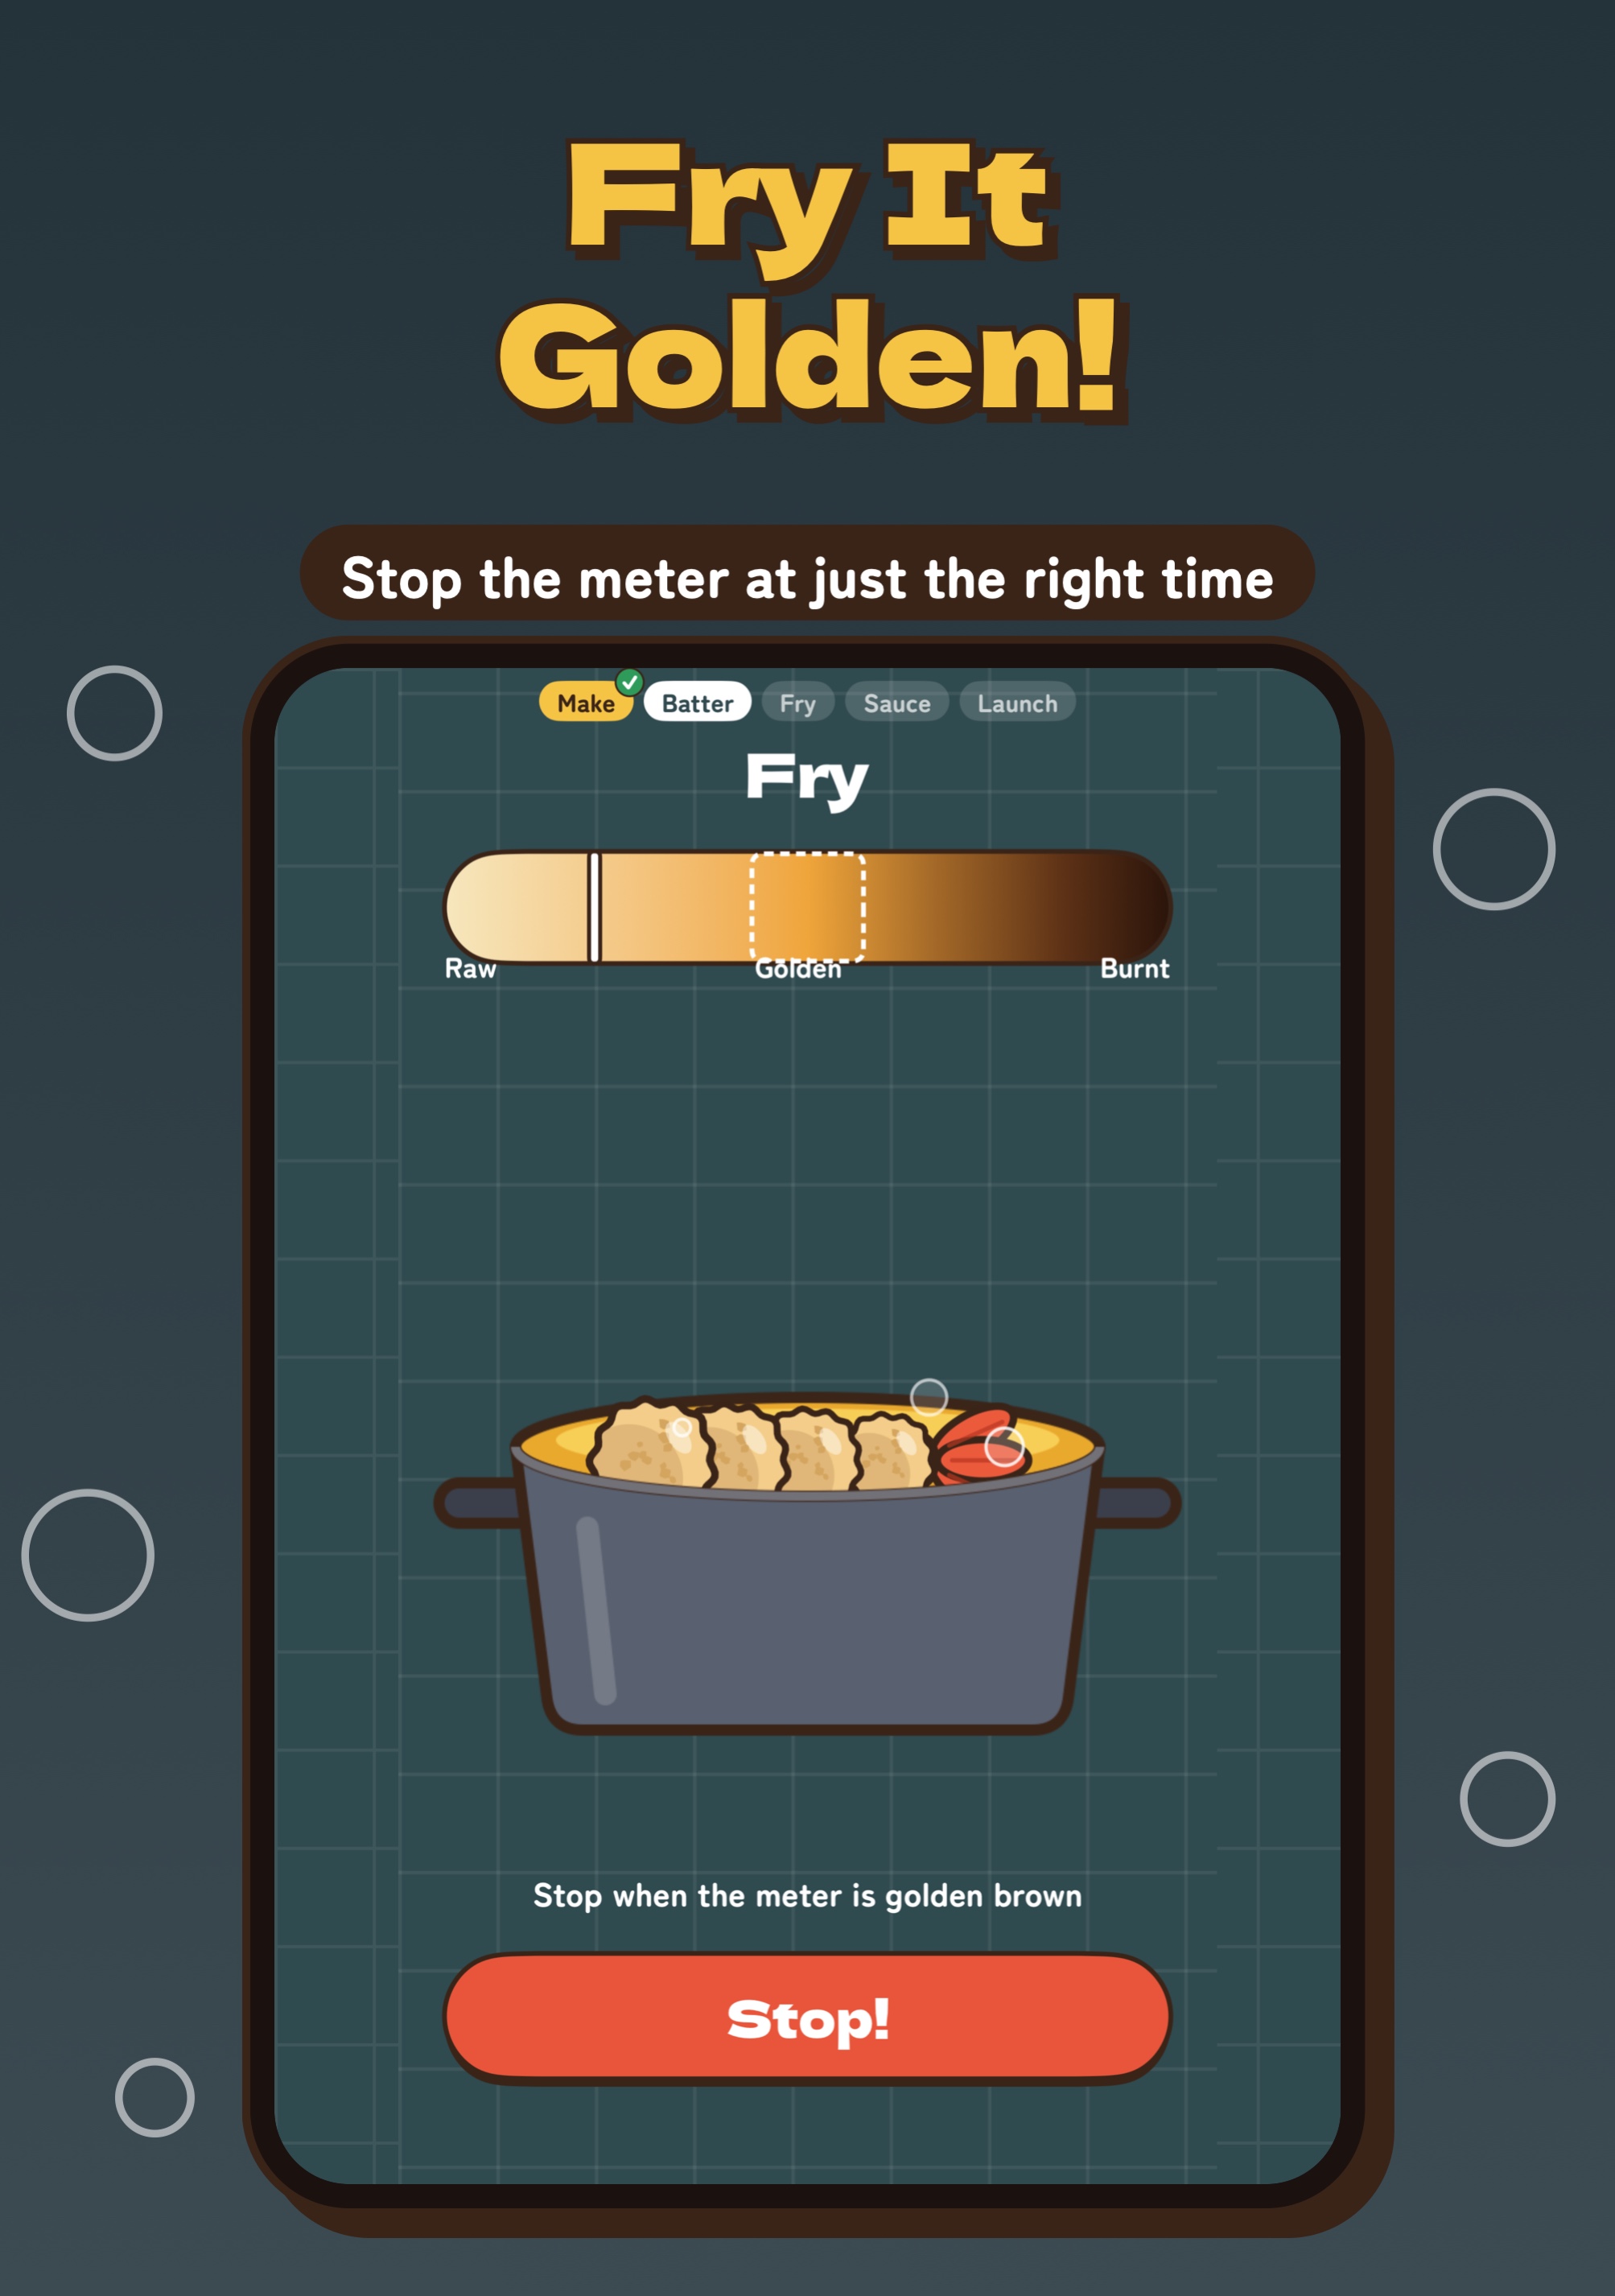 Fry It
Golden!
Stop the meter at just the right time
Make Batter Fry Sauce Launch
Fry
Raw Golden Burnt
Stop when the meter is golden brown
Stop!